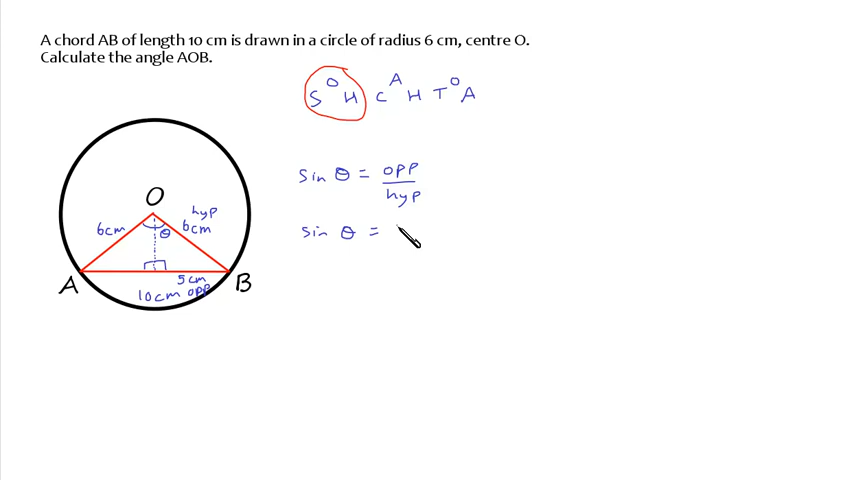 A chord AB of length 10 cm is drawn in a circle of radius 6 cm, centre O.
Calculate the angle AOB.
S O H C A H T O A
O
hyp
6cm
6cm
θ
A
B
5cm
10cm opp
sin θ = opp/hyp
sin θ =